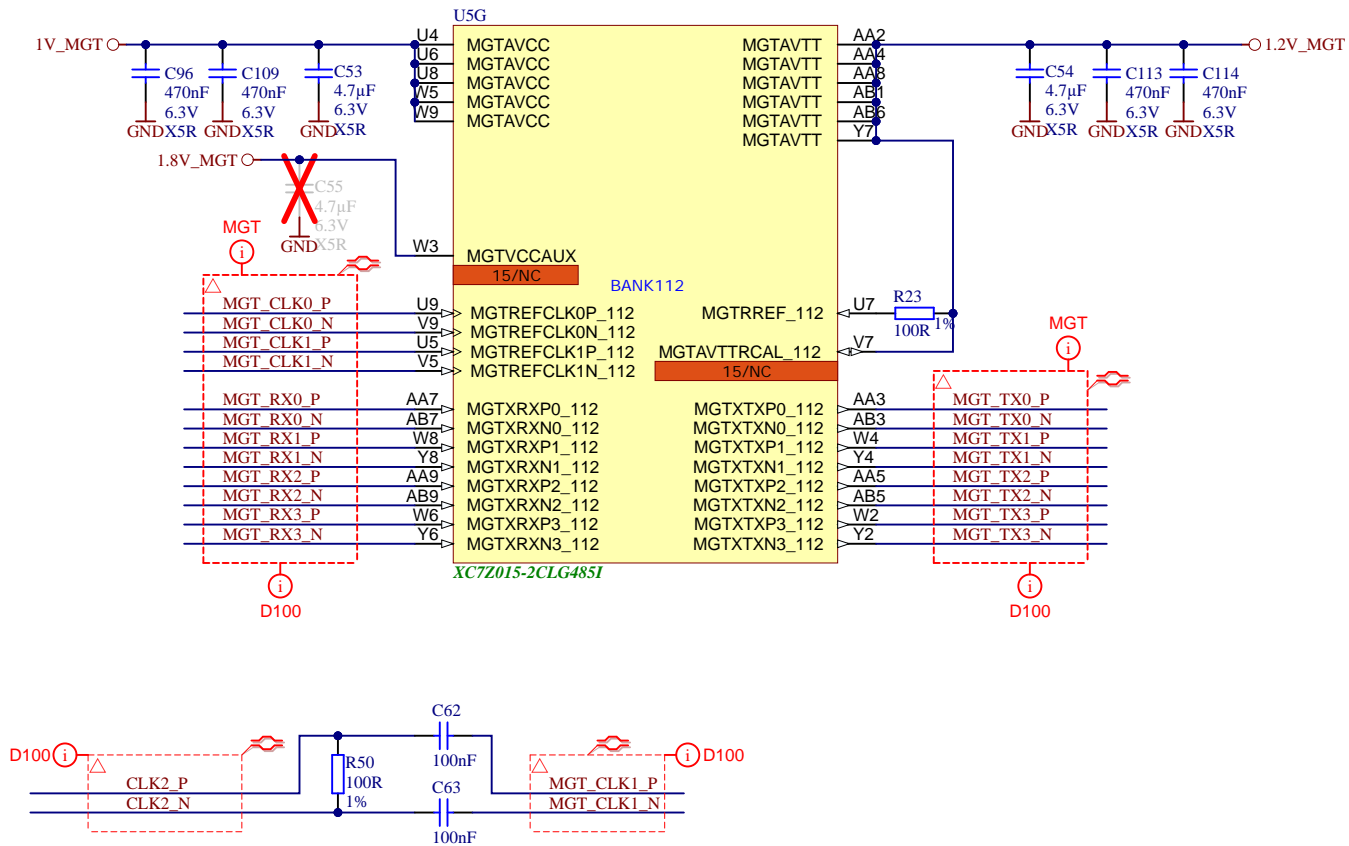 U5G
1V_MGT
C96
470nF
6.3V
X5R
GND
C109
470nF
6.3V
X5R
GND
C53
4.7µF
6.3V
X5R
GND
U4 MGTAVCC
U6 MGTAVCC
U8 MGTAVCC
W5 MGTAVCC
W9 MGTAVCC
MGTAVTT AA2
MGTAVTT AA4
MGTAVTT AA8
MGTAVTT AB1
MGTAVTT AB6
MGTAVTT Y7
1.2V_MGT
C54
4.7µF
6.3V
X5R
GND
C113
470nF
6.3V
X5R
GND
C114
470nF
6.3V
X5R
GND
1.8V_MGT
C55
4.7µF
6.3V
X5R
GND
W3 MGTVCCAUX
15/NC
BANK112
MGT
i
MGT_CLK0_P U9 MGTREFCLK0P_112
MGT_CLK0_N V9 MGTREFCLK0N_112
MGT_CLK1_P U5 MGTREFCLK1P_112
MGT_CLK1_N V5 MGTREFCLK1N_112
MGTRREF_112 U7
R23
100R
1%
MGTAVTTRCAL_112 V7
15/NC
MGT
i
MGT_RX0_P AA7 MGTXRXP0_112
MGT_RX0_N AB7 MGTXRXN0_112
MGT_RX1_P W8 MGTXRXP1_112
MGT_RX1_N Y8 MGTXRXN1_112
MGT_RX2_P AA9 MGTXRXP2_112
MGT_RX2_N AB9 MGTXRXN2_112
MGT_RX3_P W6 MGTXRXP3_112
MGT_RX3_N Y6 MGTXRXN3_112
MGTXTXP0_112 AA3 MGT_TX0_P
MGTXTXN0_112 AB3 MGT_TX0_N
MGTXTXP1_112 W4 MGT_TX1_P
MGTXTXN1_112 Y4 MGT_TX1_N
MGTXTXP2_112 AA5 MGT_TX2_P
MGTXTXN2_112 AB5 MGT_TX2_N
MGTXTXP3_112 W2 MGT_TX3_P
MGTXTXN3_112 Y2 MGT_TX3_N
XC7Z015-2CLG485I
i
D100
i
D100
D100 i
CLK2_P
CLK2_N
R50
100R
1%
C62
100nF
C63
100nF
MGT_CLK1_P
MGT_CLK1_N
i D100